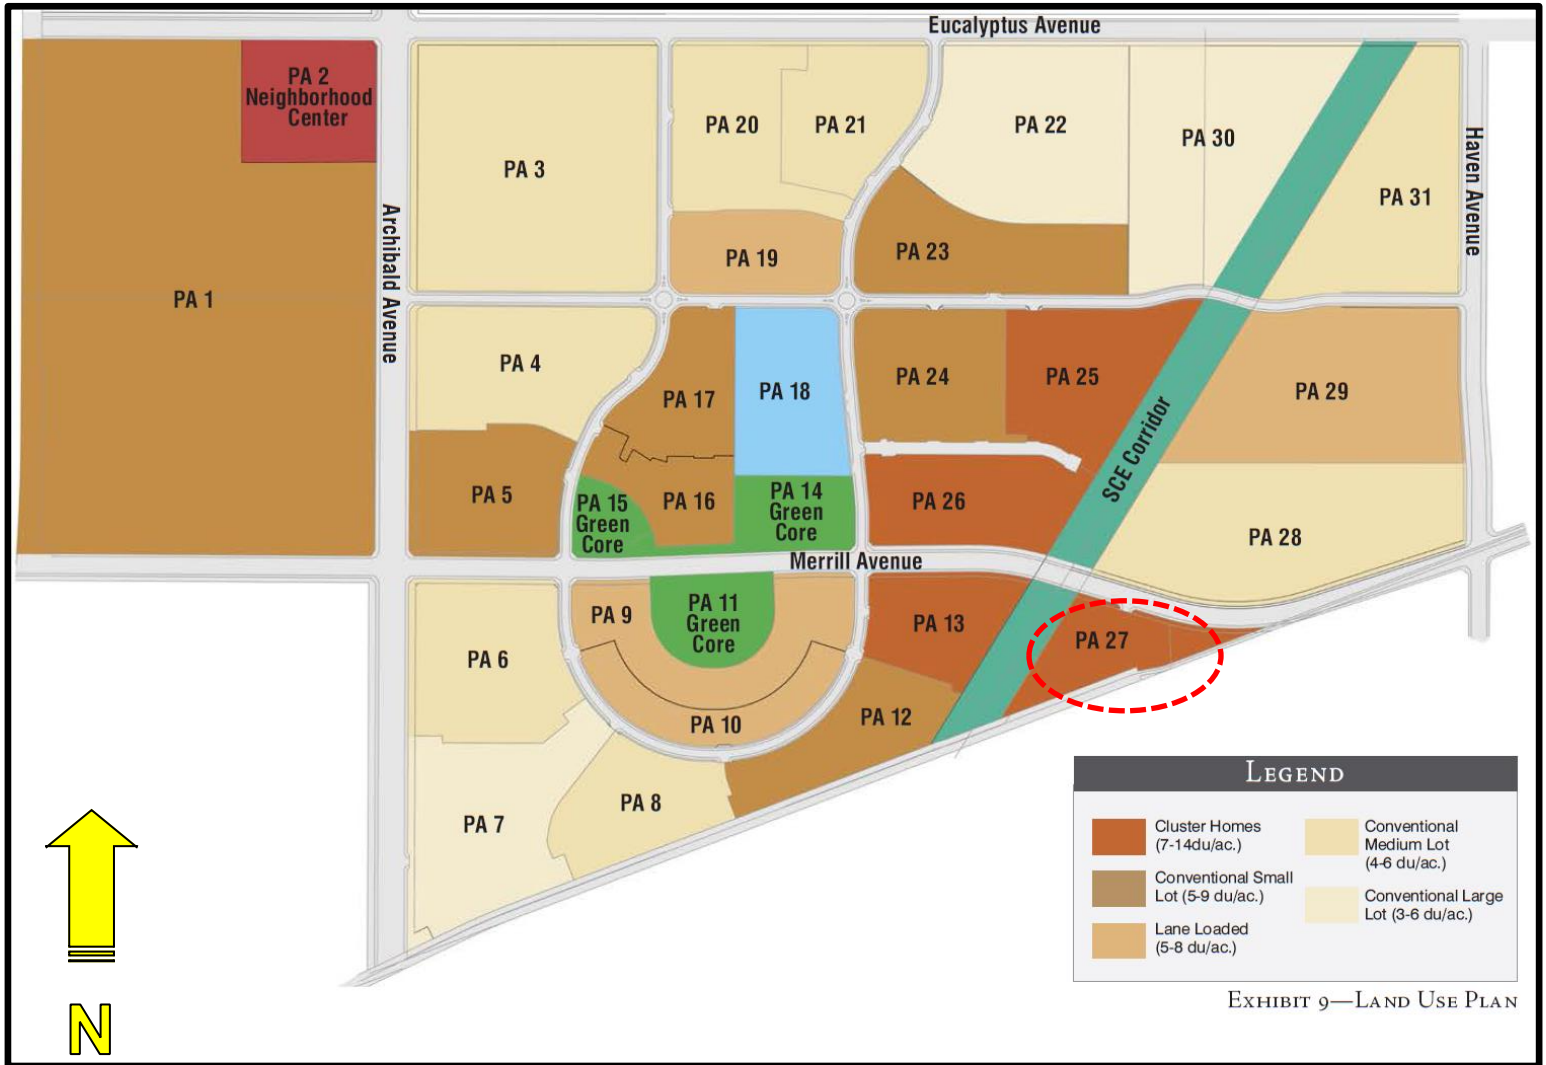 Eucalyptus Avenue
PA 2
Neighborhood
Center
PA 20
PA 21
PA 22
PA 30
Haven Avenue
PA 3
PA 31
Archibald Avenue
PA 19
PA 23
PA 1
PA 4
PA 17
PA 18
PA 24
PA 25
PA 29
SCE Corridor
PA 5
PA 15
Green
Core
PA 16
PA 14
Green
Core
PA 26
PA 28
Merrill Avenue
PA 9
PA 11
Green
Core
PA 13
PA 27
PA 6
PA 10
PA 12
PA 7
PA 8
LEGEND
Cluster Homes
(7-14du/ac.)
Conventional Small
Lot (5-9 du/ac.)
Lane Loaded
(5-8 du/ac.)
Conventional
Medium Lot
(4-6 du/ac.)
Conventional Large
Lot (3-6 du/ac.)
EXHIBIT 9—LAND USE PLAN
N